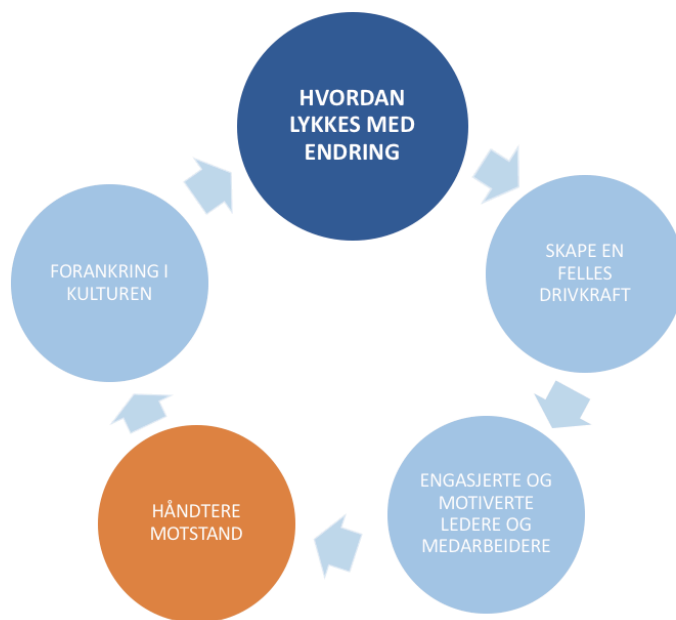 HVORDAN
LYKKES MED
ENDRING
SKAPE EN
FELLES
DRIVKRAFT
ENGASJERTE OG
MOTIVERTE
LEDERE OG
MEDARBEIDERE
HÅNDTERE
MOTSTAND
FORANKRING I
KULTUREN